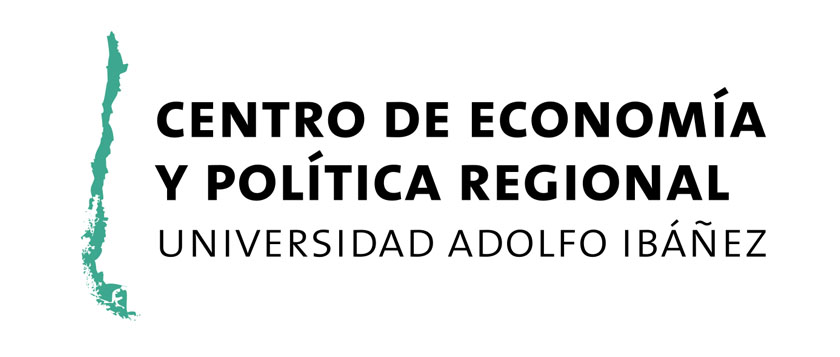 CENTRO DE ECONOMÍA
Y POLÍTICA REGIONAL
UNIVERSIDAD ADOLFO IBÁÑEZ